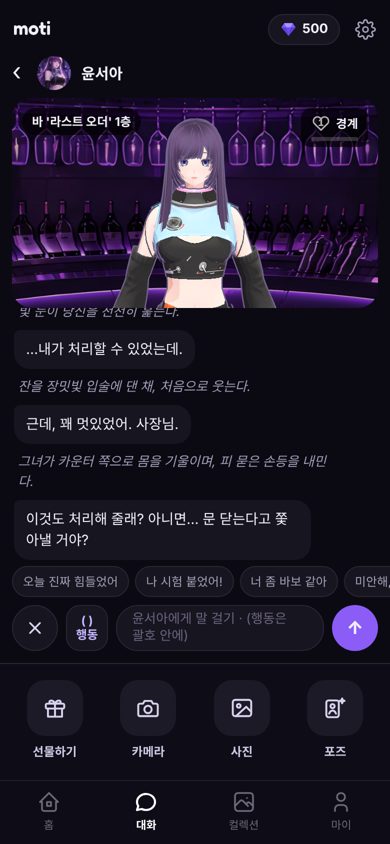 moti
500
윤서아
바 '라스트 오더' 1층
경계
빛 눈이 당신을 천천히 훑는다.
...내가 처리할 수 있었는데.
잔을 장밋빛 입술에 댄 채, 처음으로 웃는다.
근데, 꽤 멋있었어. 사장님.
그녀가 카운터 쪽으로 몸을 기울이며, 피 묻은 손등을 내민
다.
이것도 처리해 줄래? 아니면... 문 닫는다고 쫓
아낼 거야?
오늘 진짜 힘들었어
나 시험 붙었어!
너 좀 바보 같아
미안해,
( )
행동
윤서아에게 말 걸기 · (행동은
괄호 안에)
선물하기
카메라
사진
포즈
홈
대화
컬렉션
마이